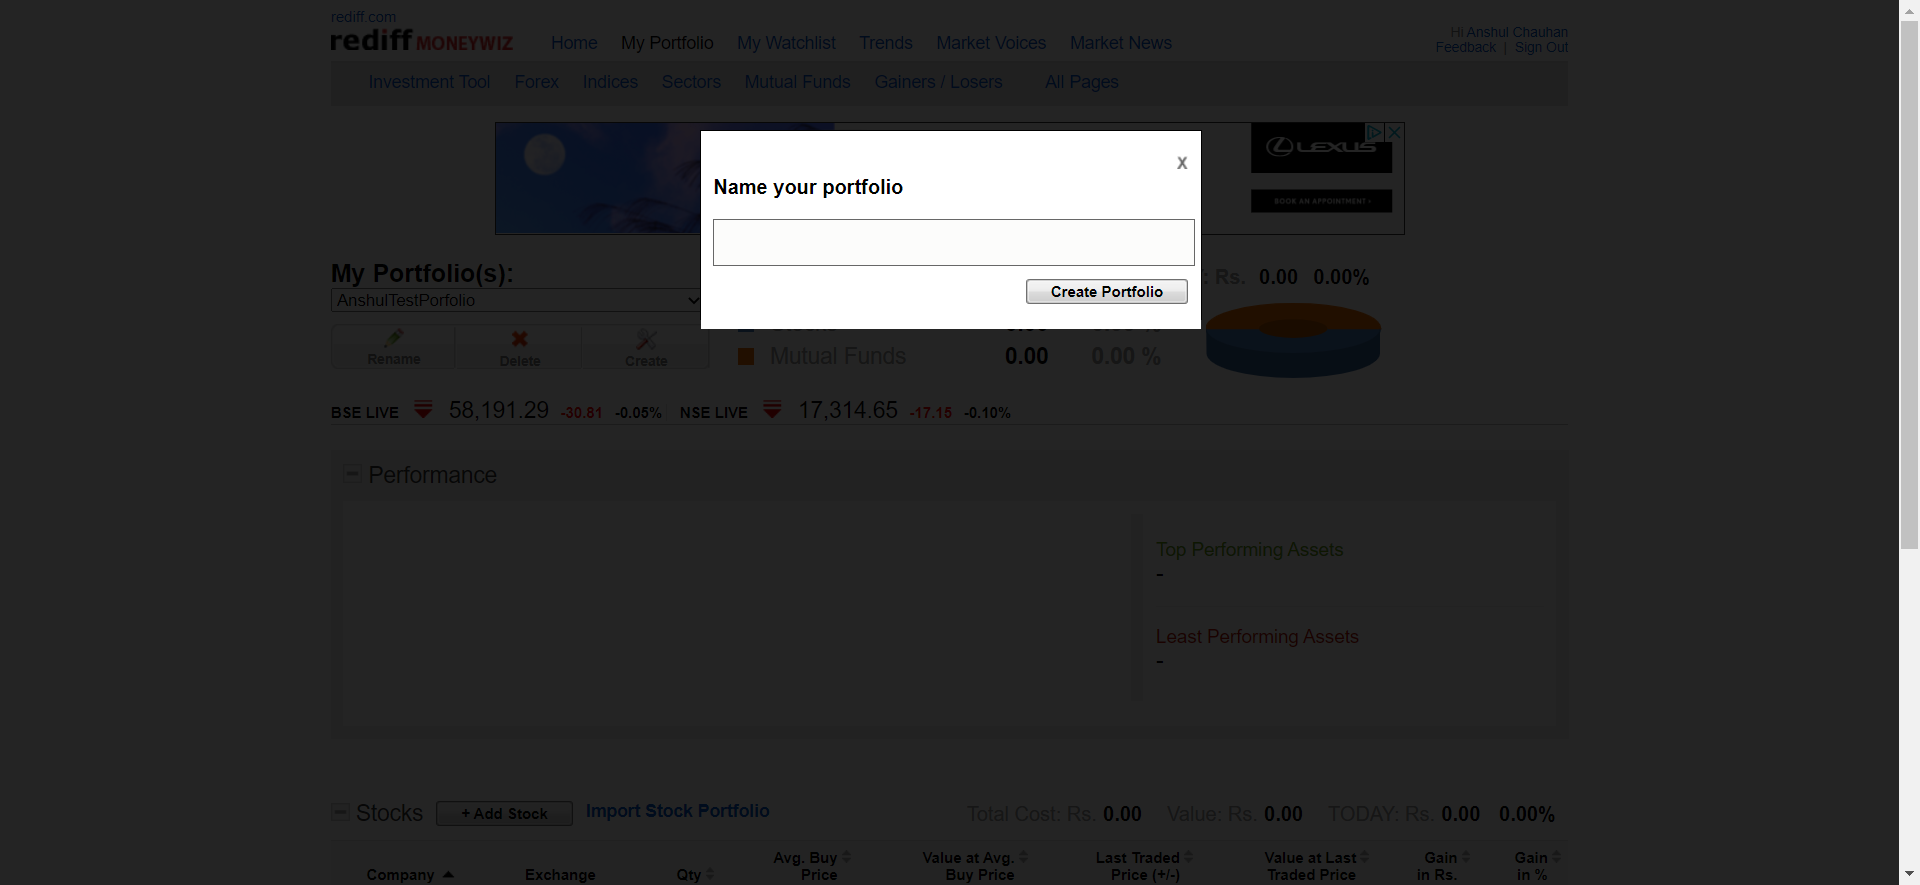 rediff.com
rediff MONEYWIZ
Home My Portfolio My Watchlist Trends Market Voices Market News
Hi Anshul Chauhan
Feedback | Sign Out
Investment Tool Forex Indices Sectors Mutual Funds Gainers / Losers All Pages
LEXUS
BOOK AN APPOINTMENT
x
Name your portfolio
Create Portfolio
My Portfolio(s):
: Rs. 0.00 0.00%
AnshulTestPorfolio
Rename Delete Create
Mutual Funds 0.00 0.00 %
BSE LIVE 58,191.29 -30.81 -0.05% NSE LIVE 17,314.65 -17.15 -0.10%
Performance
Top Performing Assets
-
Least Performing Assets
-
Stocks + Add Stock Import Stock Portfolio Total Cost: Rs. 0.00 Value: Rs. 0.00 TODAY: Rs. 0.00 0.00%
Company Exchange Qty Avg. Buy Price Value at Avg. Buy Price Last Traded Price (+/-) Value at Last Traded Price Gain in Rs. Gain in %